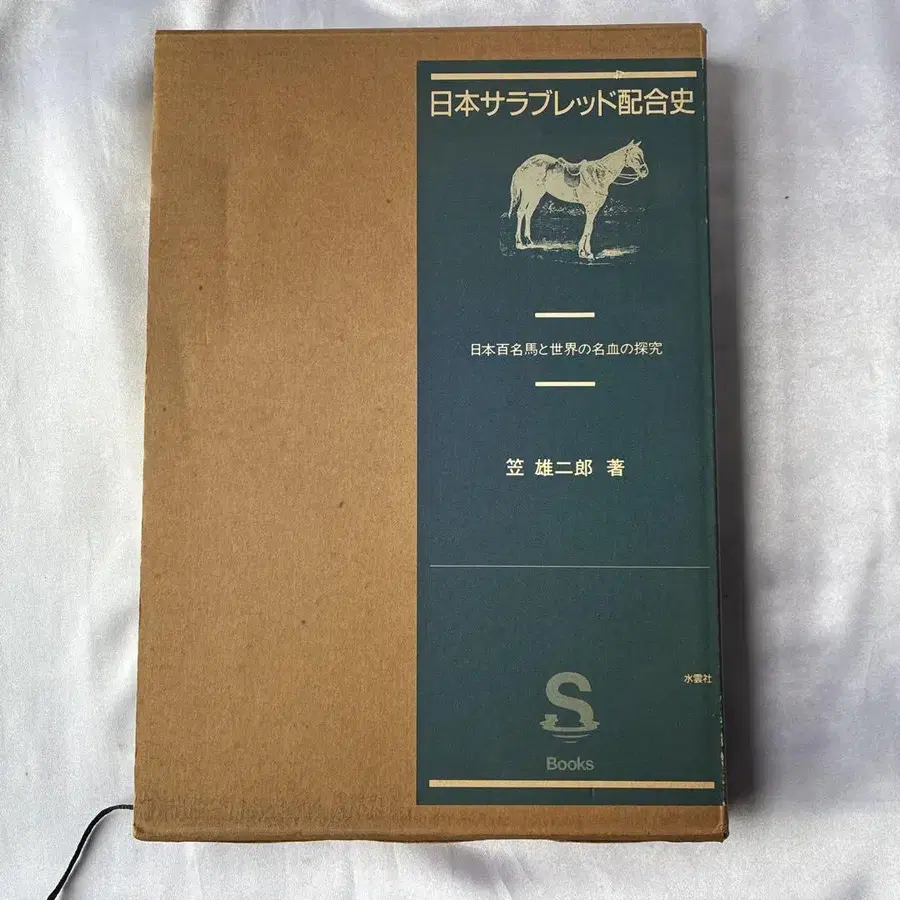 日本サラブレッド配合史
日本百名馬と世界の名血の探究
笠 雄二郎 著
水雲社
S
Books